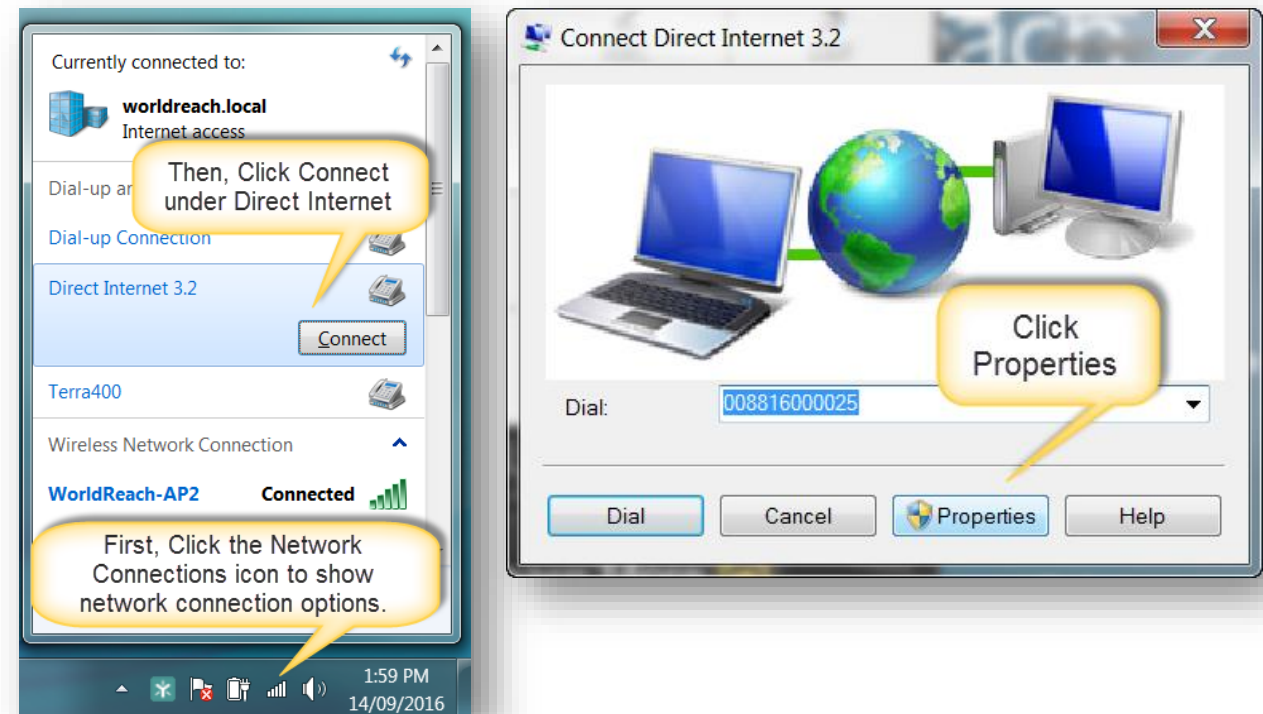 Currently connected to:
worldreach.local
Internet access
Then, Click Connect
under Direct Internet
Dial-up
Dial-up Connection
Direct Internet 3.2
Connect
Terra400
Wireless Network Connection
WorldReach-AP2 Connected
First, Click the Network
Connections icon to show
network connection options.
1:59 PM
14/09/2016
Connect Direct Internet 3.2
Click
Properties
Dial: 008816000025
Dial Cancel Properties Help